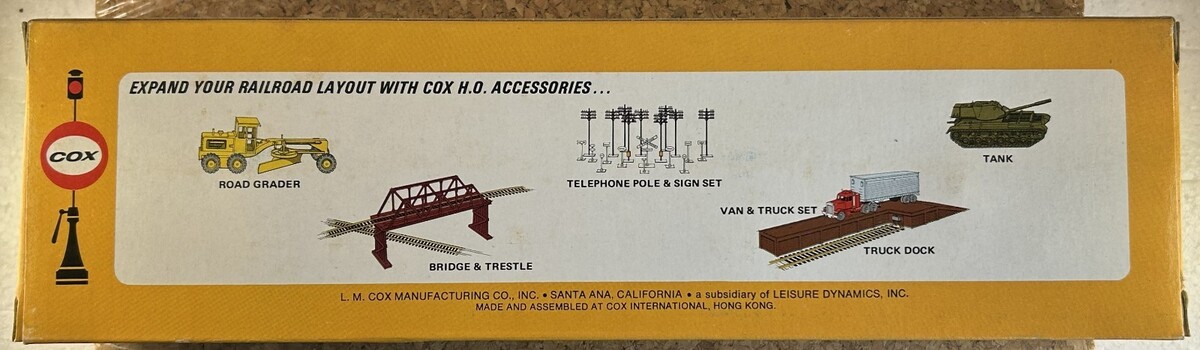 EXPAND YOUR RAILROAD LAYOUT WITH COX H.O. ACCESSORIES...
COX
ROAD GRADER
TELEPHONE POLE & SIGN SET
TANK
VAN & TRUCK SET
TRUCK DOCK
BRIDGE & TRESTLE
L. M. COX MANUFACTURING CO., INC. • SANTA ANA, CALIFORNIA • a subsidiary of LEISURE DYNAMICS, INC.
MADE AND ASSEMBLED AT COX INTERNATIONAL, HONG KONG.